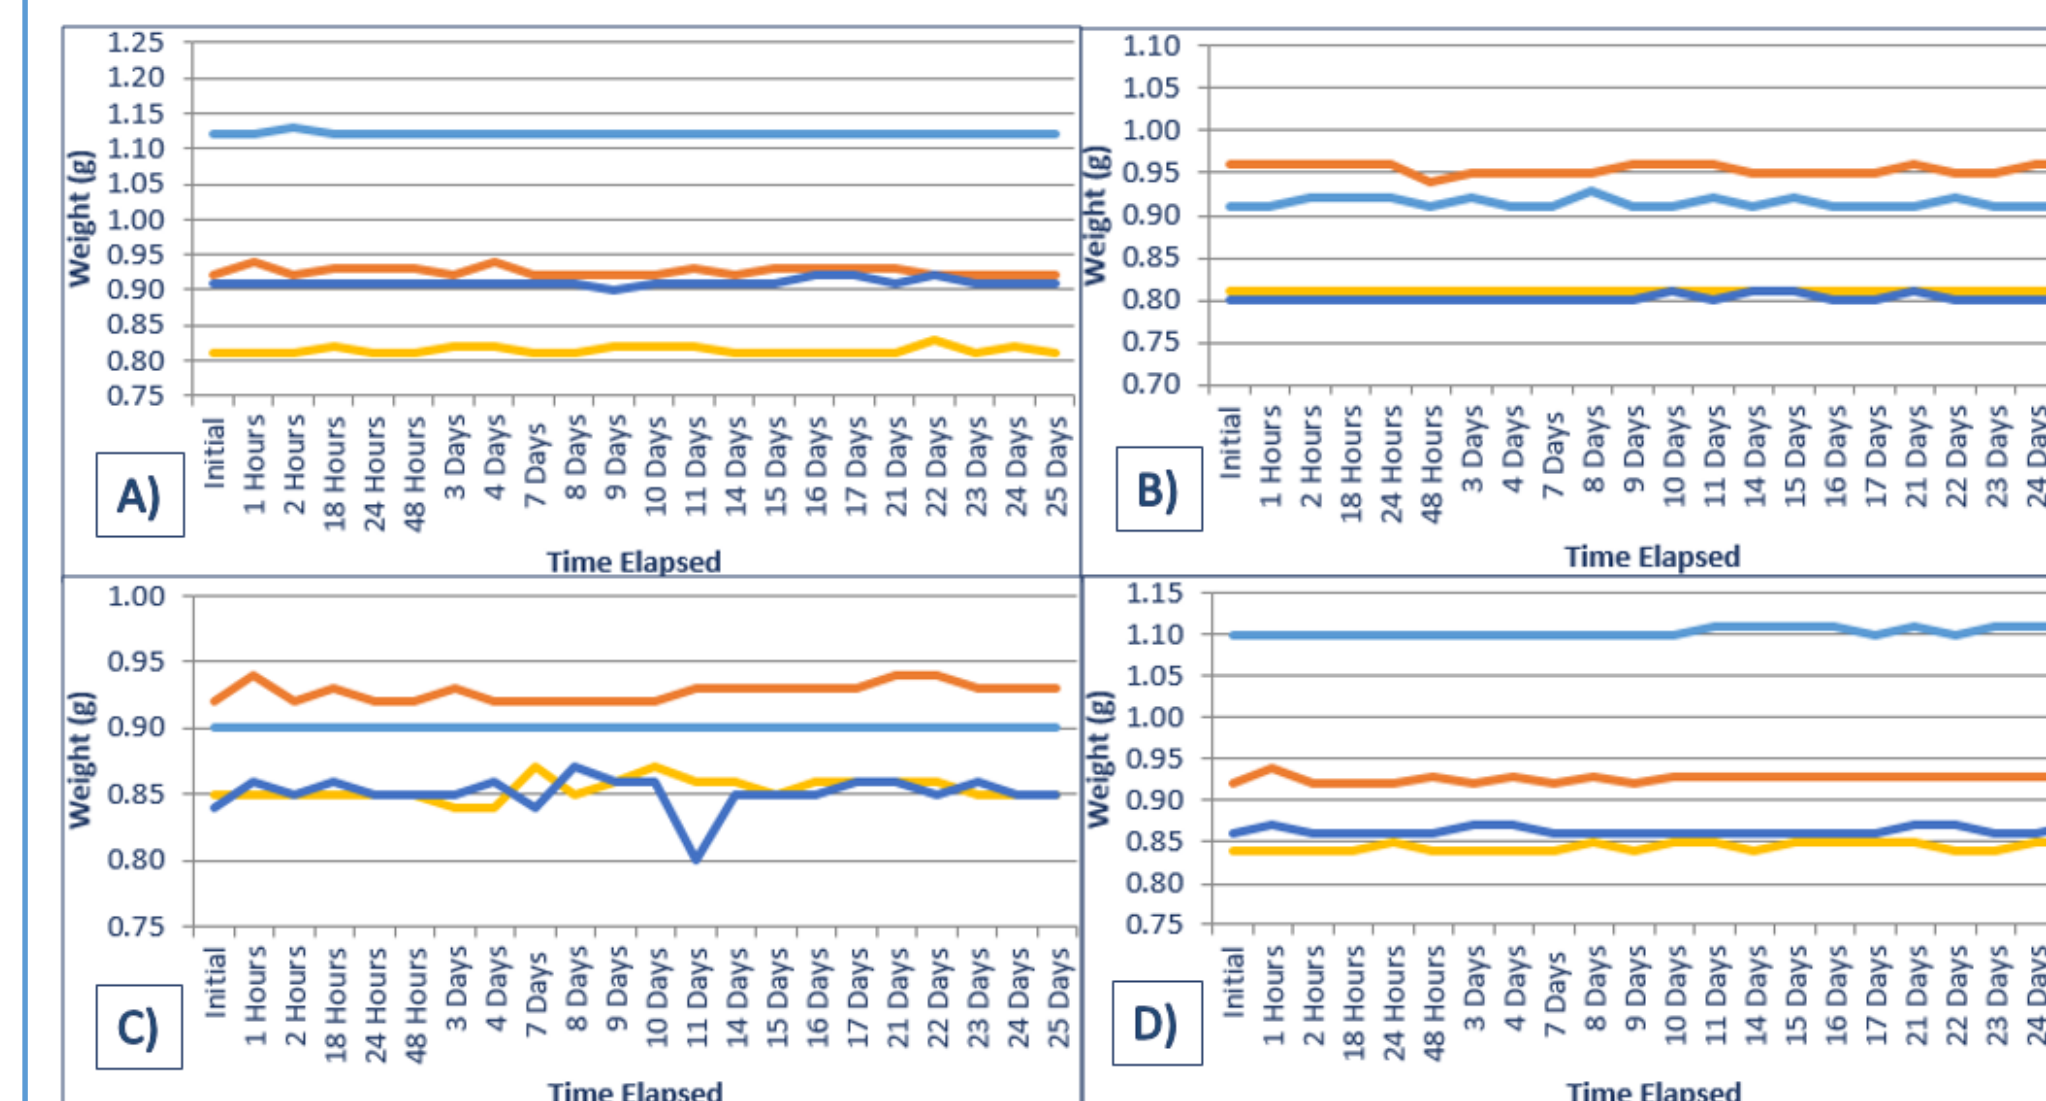 1.25
1.20
1.15
1.10
1.05
1.00
0.95
0.90
0.85
0.80
0.75
Weight (g)
Initial
1 Hours
2 Hours
18 Hours
24 Hours
48 Hours
3 Days
4 Days
7 Days
8 Days
9 Days
10 Days
11 Days
14 Days
15 Days
16 Days
17 Days
21 Days
22 Days
23 Days
24 Days
25 Days
A)
Time Elapsed
1.10
1.05
1.00
0.95
0.90
0.85
0.80
0.75
0.70
Weight (g)
Initial
1 Hours
2 Hours
18 Hours
24 Hours
48 Hours
3 Days
4 Days
7 Days
8 Days
9 Days
10 Days
11 Days
14 Days
15 Days
16 Days
17 Days
21 Days
22 Days
23 Days
24 Days
B)
Time Elapsed
1.00
0.95
0.90
0.85
0.80
0.75
Weight (g)
Initial
1 Hours
2 Hours
18 Hours
24 Hours
48 Hours
3 Days
4 Days
7 Days
8 Days
9 Days
10 Days
11 Days
14 Days
15 Days
16 Days
17 Days
21 Days
22 Days
23 Days
24 Days
25 Days
C)
Time Elapsed
1.15
1.10
1.05
1.00
0.95
0.90
0.85
0.80
0.75
Weight (g)
Initial
1 Hours
2 Hours
18 Hours
24 Hours
48 Hours
3 Days
4 Days
7 Days
8 Days
9 Days
10 Days
11 Days
14 Days
15 Days
16 Days
17 Days
21 Days
22 Days
23 Days
24 Days
D)
Time Elapsed